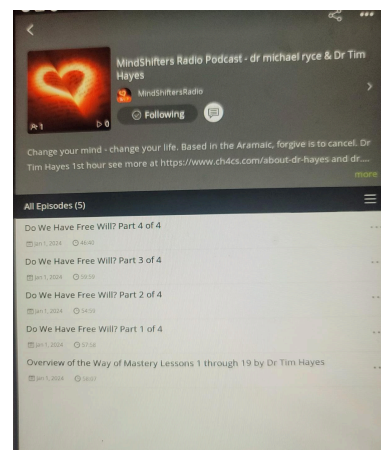 MindShifters Radio Podcast - dr michael ryce & Dr Tim
Hayes
MindShiftersRadio
Following
1
0
Change your mind - change your life. Based in the Aramaic, forgive is to cancel. Dr
Tim Hayes 1st hour see more at https://www.ch4cs.com/about-dr-hayes and dr....
more
All Episodes (5)
Do We Have Free Will? Part 4 of 4
Jan 1, 2024
Do We Have Free Will? Part 3 of 4
Jan 1, 2024
Do We Have Free Will? Part 2 of 4
Jan 1, 2024
Do We Have Free Will? Part 1 of 4
Jan 1, 2024
Overview of the Way of Mastery Lessons 1 through 19 by Dr Tim Hayes
Jan 1, 2024